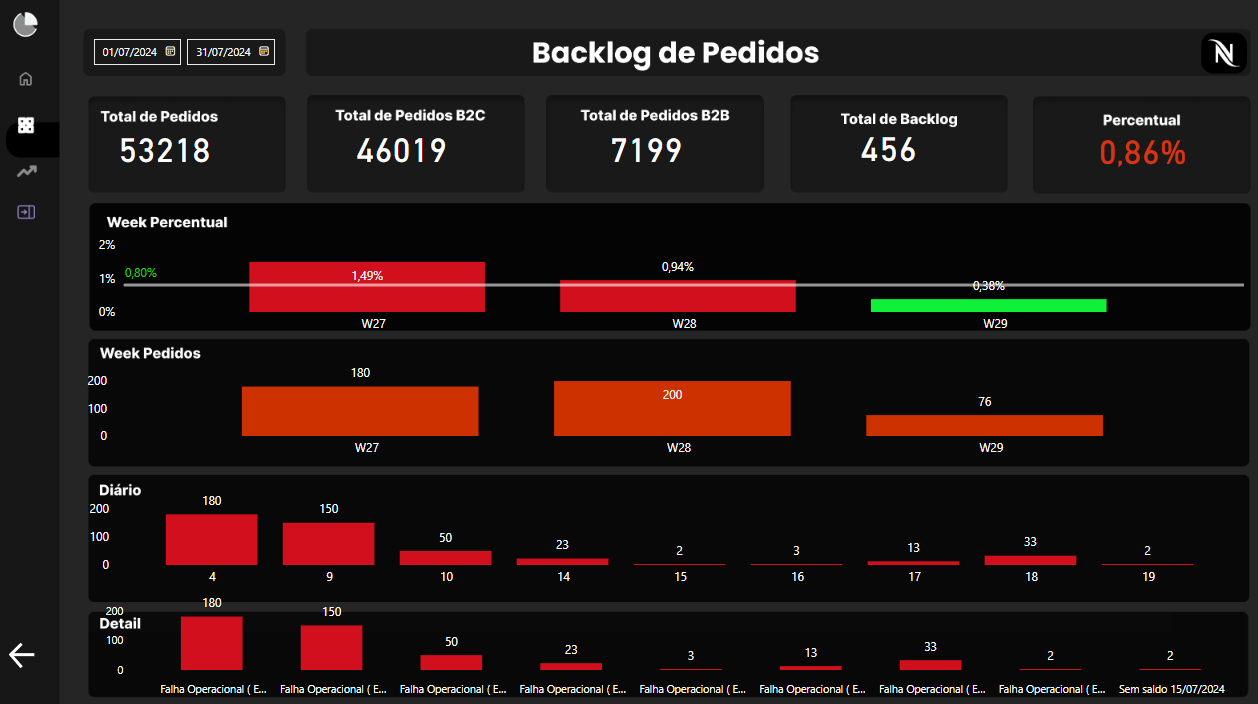 01/07/2024 31/07/2024
Backlog de Pedidos
N
Total de Pedidos
53218
Total de Pedidos B2C
46019
Total de Pedidos B2B
7199
Total de Backlog
456
Percentual
0,86%
Week Percentual
2%
1%
0%
0,80%
1,49%
0,94%
0,38%
W27 W28 W29
Week Pedidos
200
100
0
180 200 76
W27 W28 W29
Diário
200
100
0
180 150 50 23 2 3 13 33 2
4 9 10 14 15 16 17 18 19
Detail
200
100
0
180 150 50 23 3 13 33 2 2
Falha Operacional ( E... Falha Operacional ( E... Falha Operacional ( E... Falha Operacional ( E... Falha Operacional ( E... Falha Operacional ( E... Falha Operacional ( E... Falha Operacional ( E... Sem saldo 15/07/2024